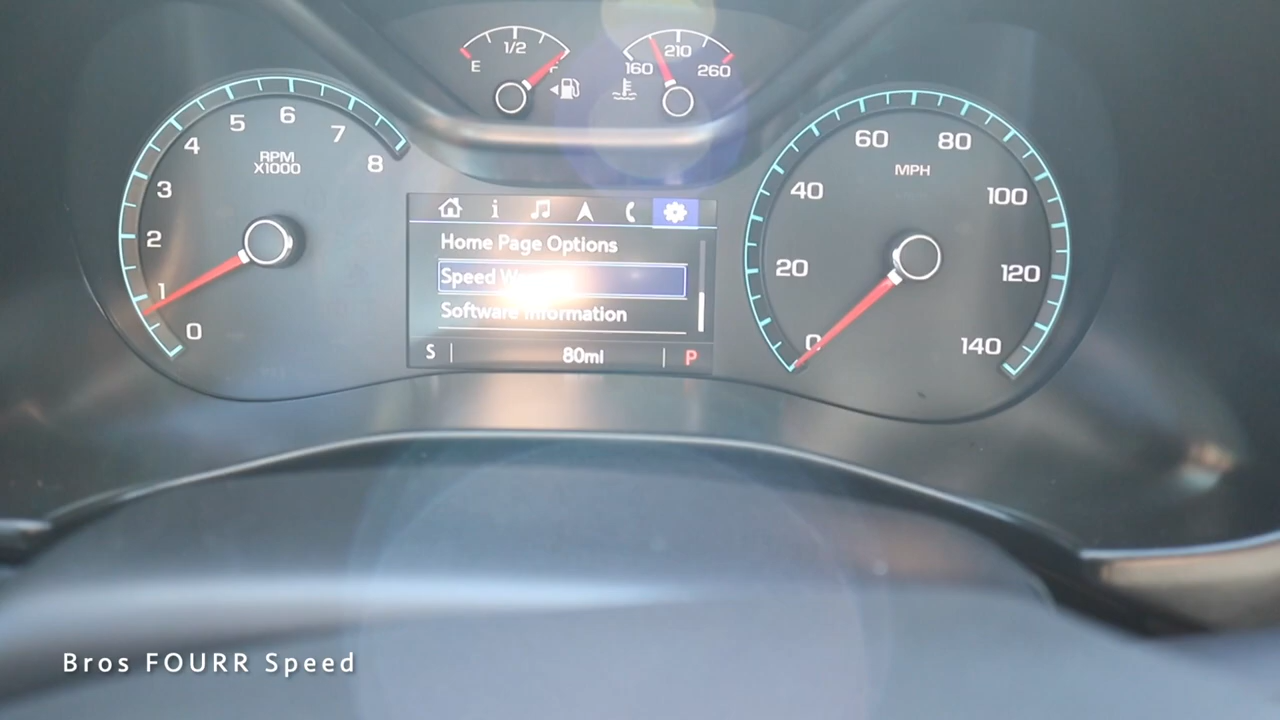 E 1/2 F
160 210 260
0 1 2 3 4 5 6 7 8
RPM
X1000
Home Page Options
Speed
Software Information
S 80mi P
0 20 40 60 80 100 120 140
MPH
Bros FOURR Speed